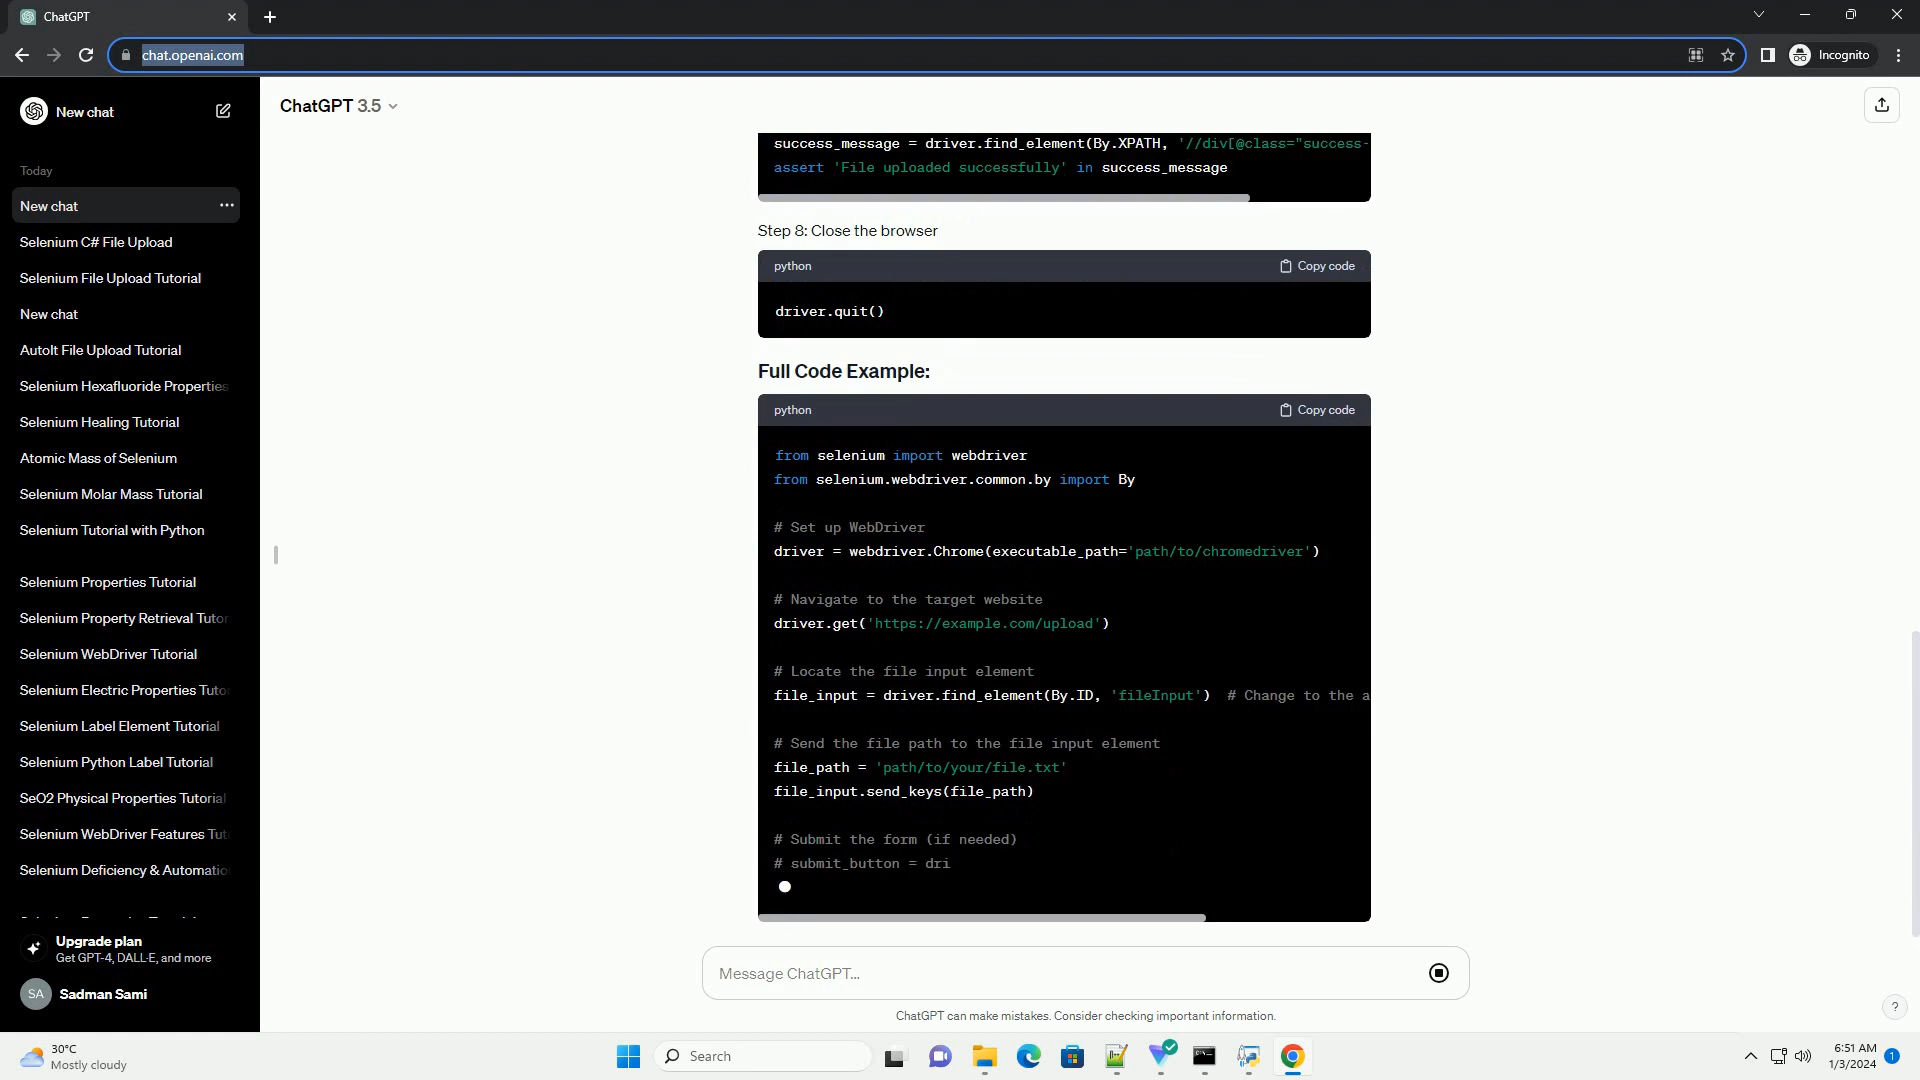 ChatGPT
chat.openai.com
Incognito
New chat
Today
New chat
Selenium C# File Upload
Selenium File Upload Tutorial
New chat
AutoIt File Upload Tutorial
Selenium Hexafluoride Properties
Selenium Healing Tutorial
Atomic Mass of Selenium
Selenium Molar Mass Tutorial
Selenium Tutorial with Python
Selenium Properties Tutorial
Selenium Property Retrieval Tutor
Selenium WebDriver Tutorial
Selenium Electric Properties Tuto
Selenium Label Element Tutorial
Selenium Python Label Tutorial
SeO2 Physical Properties Tutorial
Selenium WebDriver Features Tut
Selenium Deficiency & Automatio
Upgrade plan
Get GPT-4, DALL·E, and more
SA
Sadman Sami
ChatGPT 3.5
success_message = driver.find_element(By.XPATH, '//div[@class="success-
assert 'File uploaded successfully' in success_message
Step 8: Close the browser
python
Copy code
driver.quit()
Full Code Example:
python
Copy code
from selenium import webdriver
from selenium.webdriver.common.by import By
# Set up WebDriver
driver = webdriver.Chrome(executable_path='path/to/chromedriver')
# Navigate to the target website
driver.get('https://example.com/upload')
# Locate the file input element
file_input = driver.find_element(By.ID, 'fileInput')  # Change to the a
# Send the file path to the file input element
file_path = 'path/to/your/file.txt'
file_input.send_keys(file_path)
# Submit the form (if needed)
# submit_button = dri
Message ChatGPT...
ChatGPT can make mistakes. Consider checking important information.
?
30°C
Mostly cloudy
Search
6:51 AM
1/3/2024
1